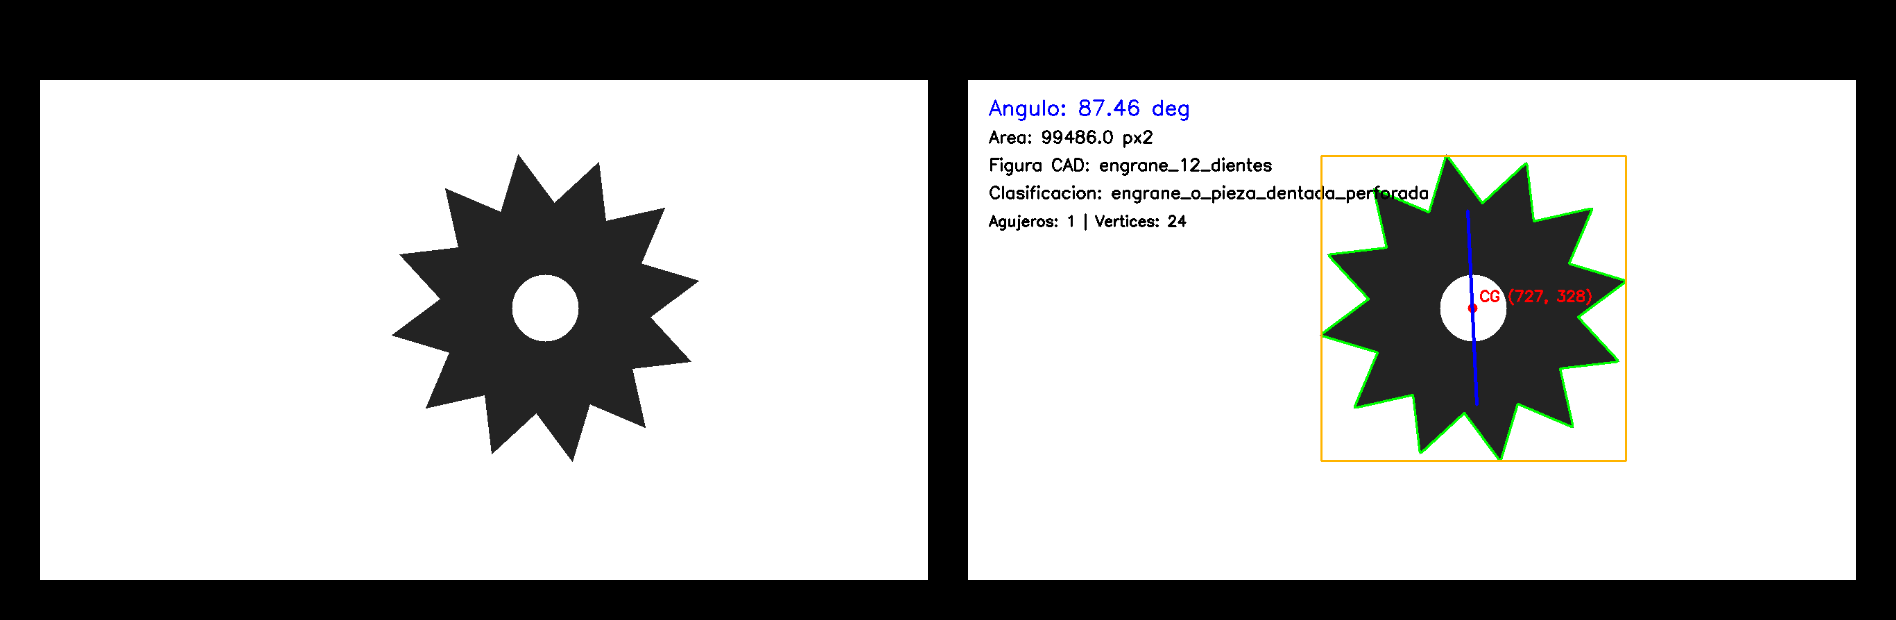 Angulo: 87.46 deg
Area: 99486.0 px2
Figura CAD: engrane_12_dientes
Clasificacion: engrane_o_pieza_dentada_perforada
Agujeros: 1 | Vertices: 24
CG (727, 328)